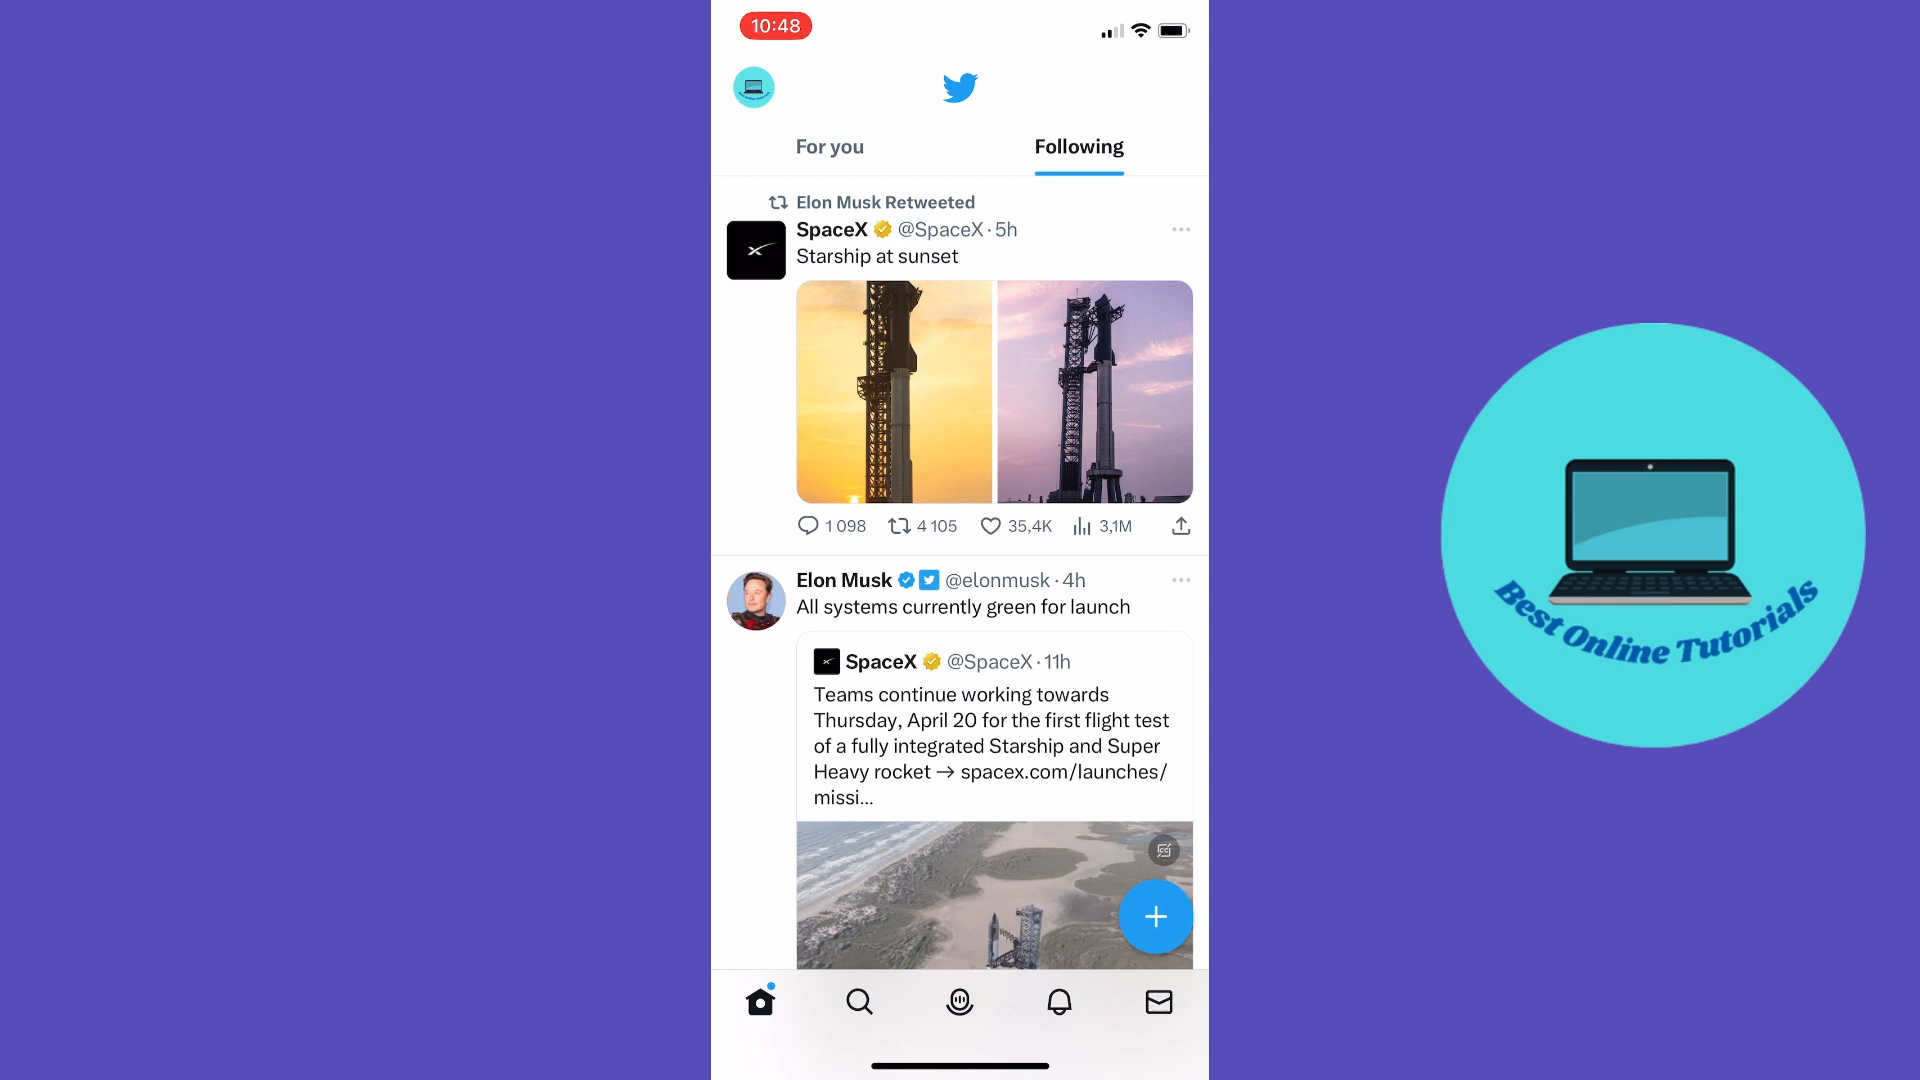 10:48
For you
Following
Elon Musk Retweeted
SpaceX @SpaceX · 5h
Starship at sunset
1 098
4 105
35,4K
3,1M
Elon Musk @elonmusk · 4h
All systems currently green for launch
SpaceX @SpaceX · 11h
Teams continue working towards
Thursday, April 20 for the first flight test
of a fully integrated Starship and Super
Heavy rocket → spacex.com/launches/
missi...
Best Online Tutorials